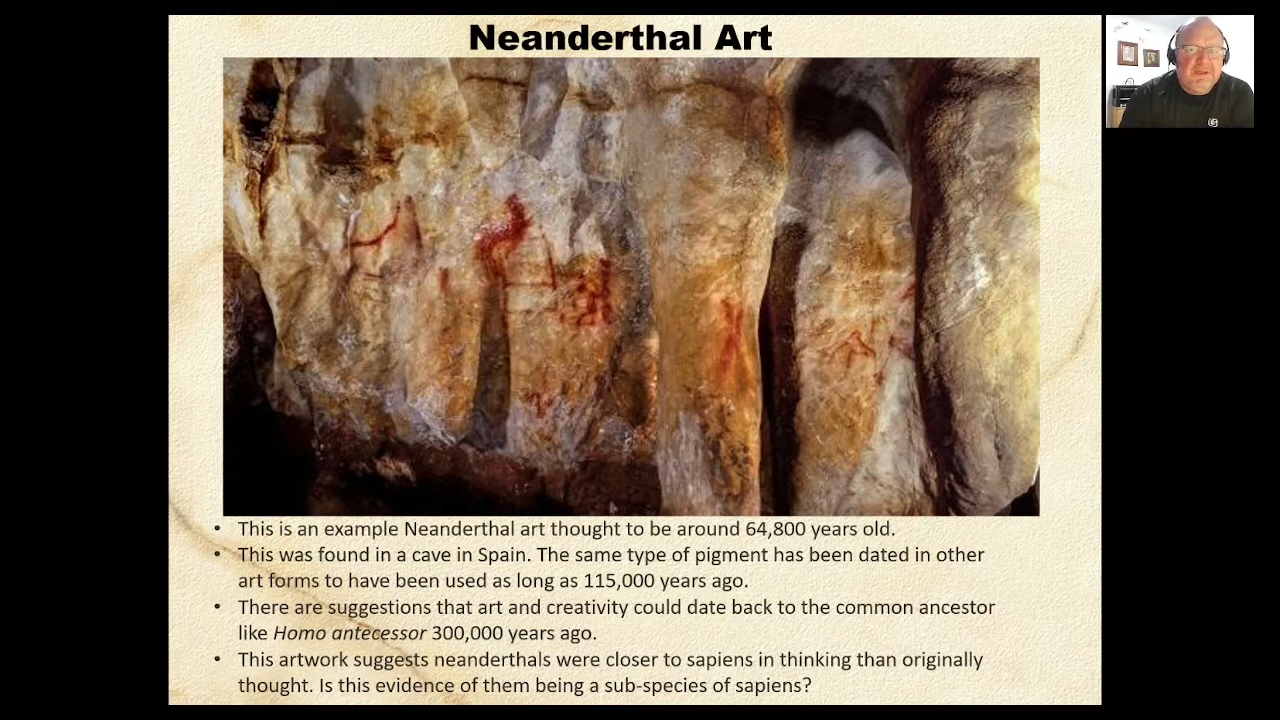 Neanderthal Art
• This is an example Neanderthal art thought to be around 64,800 years old.
• This was found in a cave in Spain. The same type of pigment has been dated in other
art forms to have been used as long as 115,000 years ago.
• There are suggestions that art and creativity could date back to the common ancestor
like Homo antecessor 300,000 years ago.
• This artwork suggests neanderthals were closer to sapiens in thinking than originally
thought. Is this evidence of them being a sub-species of sapiens?